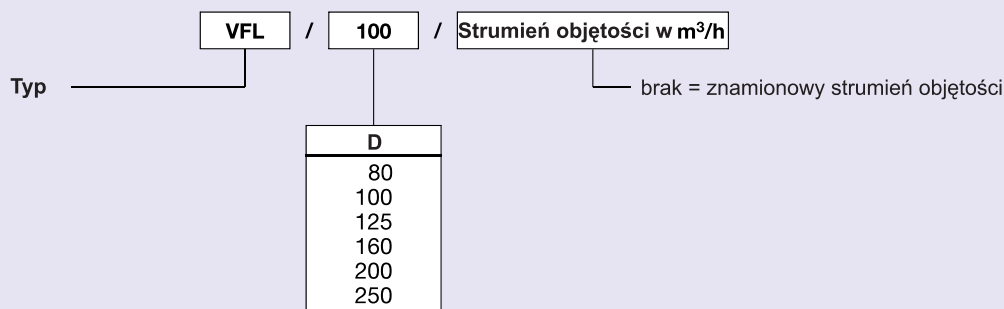 VFL / 100 / Strumień objętości w m³/h
Typ
brak = znamionowy strumień objętości
D
80
100
125
160
200
250